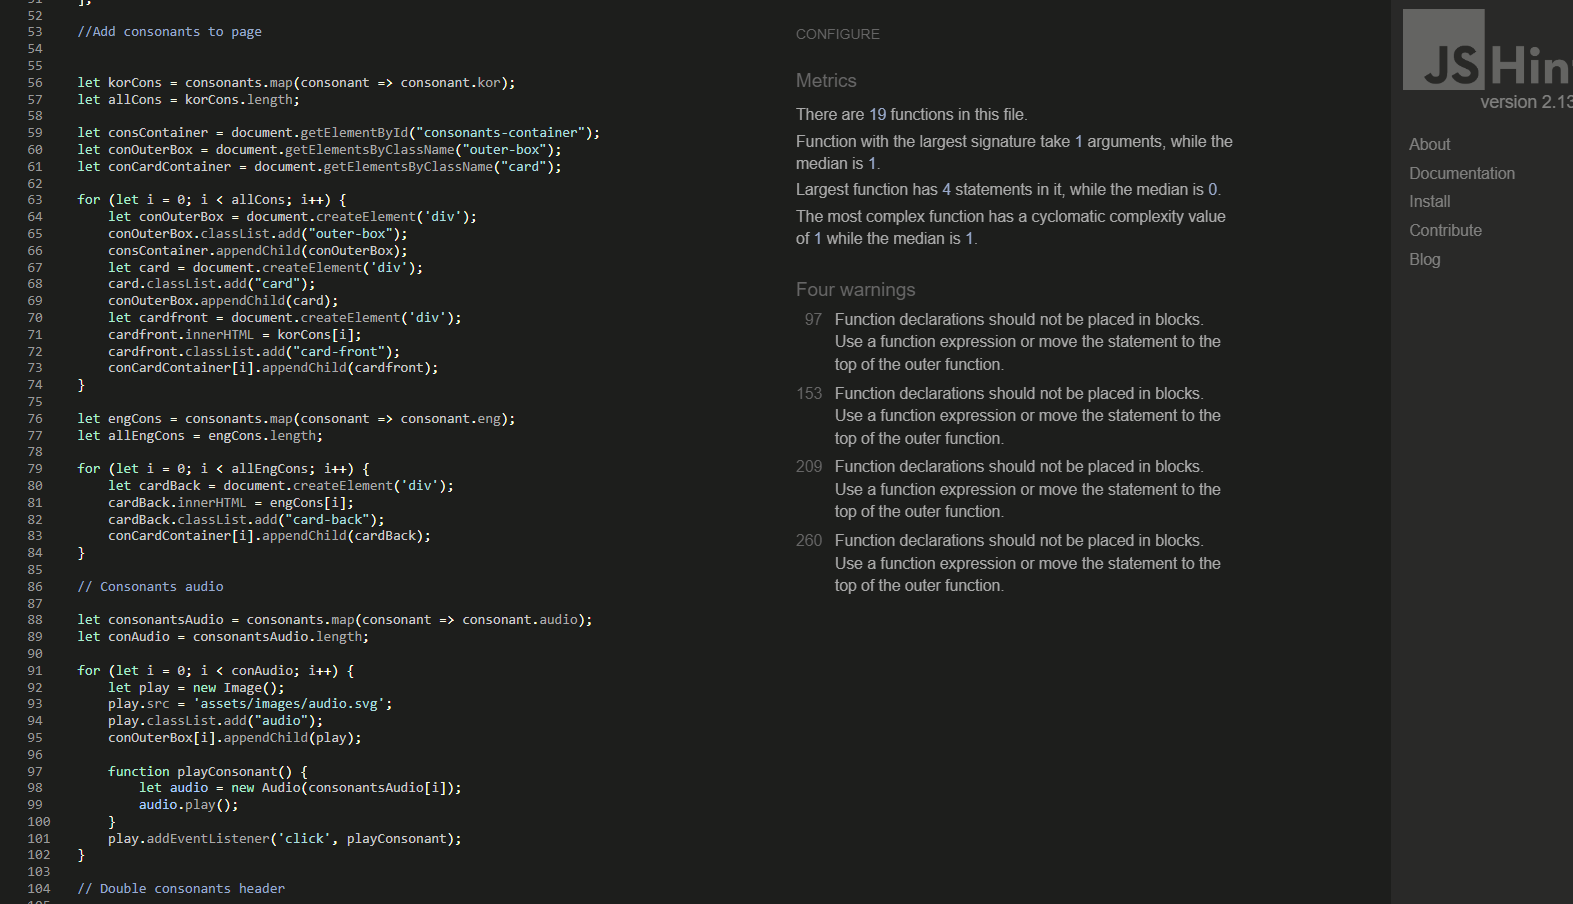 51 ];
52
53 //Add consonants to page
54
55
56 let korCons = consonants.map(consonant => consonant.kor);
57 let allCons = korCons.length;
58
59 let consContainer = document.getElementById("consonants-container");
60 let conOuterBox = document.getElementsByClassName("outer-box");
61 let conCardContainer = document.getElementsByClassName("card");
62
63 for (let i = 0; i < allCons; i++) {
64     let conOuterBox = document.createElement('div');
65     conOuterBox.classList.add("outer-box");
66     consContainer.appendChild(conOuterBox);
67     let card = document.createElement('div');
68     card.classList.add("card");
69     conOuterBox.appendChild(card);
70     let cardfront = document.createElement('div');
71     cardfront.innerHTML = korCons[i];
72     cardfront.classList.add("card-front");
73     conCardContainer[i].appendChild(cardfront);
74 }
75
76 let engCons = consonants.map(consonant => consonant.eng);
77 let allEngCons = engCons.length;
78
79 for (let i = 0; i < allEngCons; i++) {
80     let cardBack = document.createElement('div');
81     cardBack.innerHTML = engCons[i];
82     cardBack.classList.add("card-back");
83     conCardContainer[i].appendChild(cardBack);
84 }
85
86 // Consonants audio
87
88 let consonantsAudio = consonants.map(consonant => consonant.audio);
89 let conAudio = consonantsAudio.length;
90
91 for (let i = 0; i < conAudio; i++) {
92     let play = new Image();
93     play.src = 'assets/images/audio.svg';
94     play.classList.add("audio");
95     conOuterBox[i].appendChild(play);
96
97     function playConsonant() {
98         let audio = new Audio(consonantsAudio[i]);
99         audio.play();
100     }
101     play.addEventListener('click', playConsonant);
102 }
103
104 // Double consonants header
105
CONFIGURE
Metrics
There are 19 functions in this file.
Function with the largest signature take 1 arguments, while the
median is 1.
Largest function has 4 statements in it, while the median is 0.
The most complex function has a cyclomatic complexity value
of 1 while the median is 1.
Four warnings
97 Function declarations should not be placed in blocks.
Use a function expression or move the statement to the
top of the outer function.
153 Function declarations should not be placed in blocks.
Use a function expression or move the statement to the
top of the outer function.
209 Function declarations should not be placed in blocks.
Use a function expression or move the statement to the
top of the outer function.
260 Function declarations should not be placed in blocks.
Use a function expression or move the statement to the
top of the outer function.
JSHin
version 2.13
About
Documentation
Install
Contribute
Blog